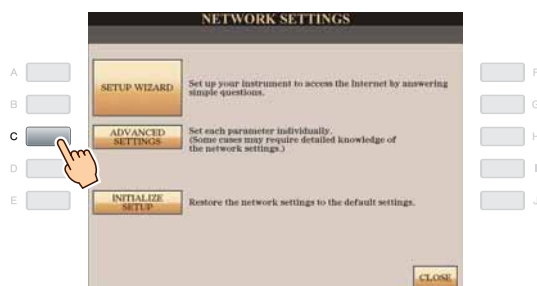 NETWORK SETTINGS
A
B
C
D
E
SETUP WIZARD
Set up your instrument to access the Internet by answering
simple questions.
ADVANCED
SETTINGS
Set each parameter individually.
(Some cases may require detailed knowledge of
the network settings.)
INITIALIZE
SETUP
Restore the network settings to the default settings.
CLOSE
F
G
H
I
J